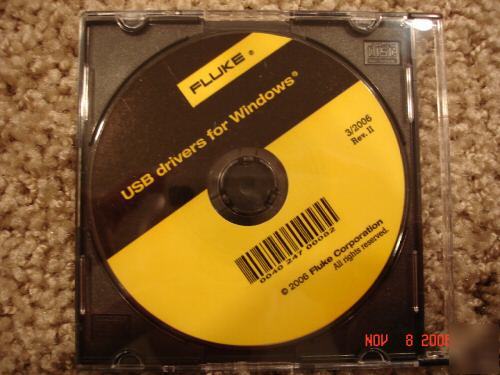 FLUKE ®
USB drivers for Windows®
3/2006
Rev. II
0040 247 00082
© 2006 Fluke Corporation
All rights reserved.
NOV 8 2006